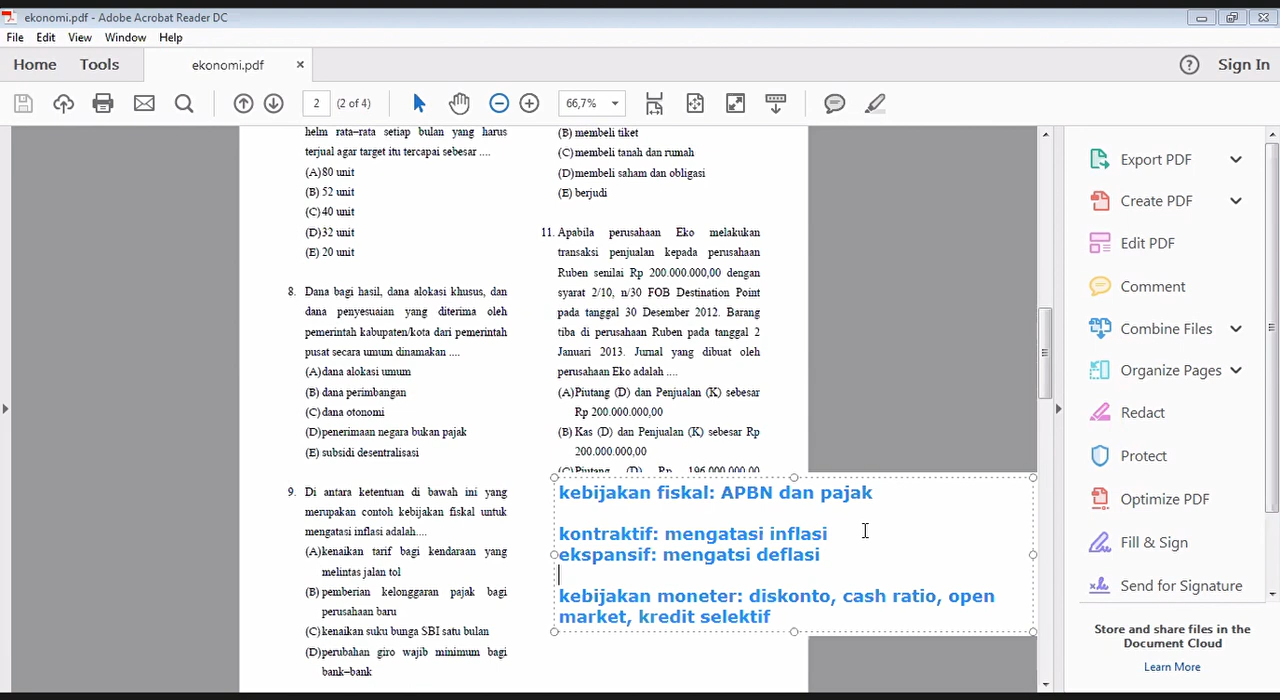 ekonomi.pdf - Adobe Acrobat Reader DC
File Edit View Window Help
Home Tools ekonomi.pdf × ? Sign In
2 (2 of 4) 66,7%
helm rata–rata setiap bulan yang harus
terjual agar target itu tercapai sebesar ....
(A)80 unit
(B) 52 unit
(C)40 unit
(D)32 unit
(E) 20 unit
8. Dana bagi hasil, dana alokasi khusus, dan
dana penyesuaian yang diterima oleh
pemerintah kabupaten/kota dari pemerintah
pusat secara umum dinamakan ....
(A)dana alokasi umum
(B) dana perimbangan
(C)dana otonomi
(D)penerimaan negara bukan pajak
(E) subsidi desentralisasi
9. Di antara ketentuan di bawah ini yang
merupakan contoh kebijakan fiskal untuk
mengatasi inflasi adalah....
(A)kenaikan tarif bagi kendaraan yang
melintas jalan tol
(B) pemberian kelonggaran pajak bagi
perusahaan baru
(C)kenaikan suku bunga SBI satu bulan
(D)perubahan giro wajib minimum bagi
bank–bank
(B) membeli tiket
(C)membeli tanah dan rumah
(D)membeli saham dan obligasi
(E) berjudi
11. Apabila perusahaan Eko melakukan
transaksi penjualan kepada perusahaan
Ruben senilai Rp 200.000.000,00 dengan
syarat 2/10, n/30 FOB Destination Point
pada tanggal 30 Desember 2012. Barang
tiba di perusahaan Ruben pada tanggal 2
Januari 2013. Jurnal yang dibuat oleh
perusahaan Eko adalah ....
(A)Piutang (D) dan Penjualan (K) sebesar
Rp 200.000.000,00
(B) Kas (D) dan Penjualan (K) sebesar Rp
200.000.000,00
(C)Piutang (D) Rp 196.000.000,00
kebijakan fiskal: APBN dan pajak
kontraktif: mengatasi inflasi
ekspansif: mengatsi deflasi
kebijakan moneter: diskonto, cash ratio, open
market, kredit selektif
Export PDF
Create PDF
Edit PDF
Comment
Combine Files
Organize Pages
Redact
Protect
Optimize PDF
Fill & Sign
Send for Signature
Store and share files in the
Document Cloud
Learn More